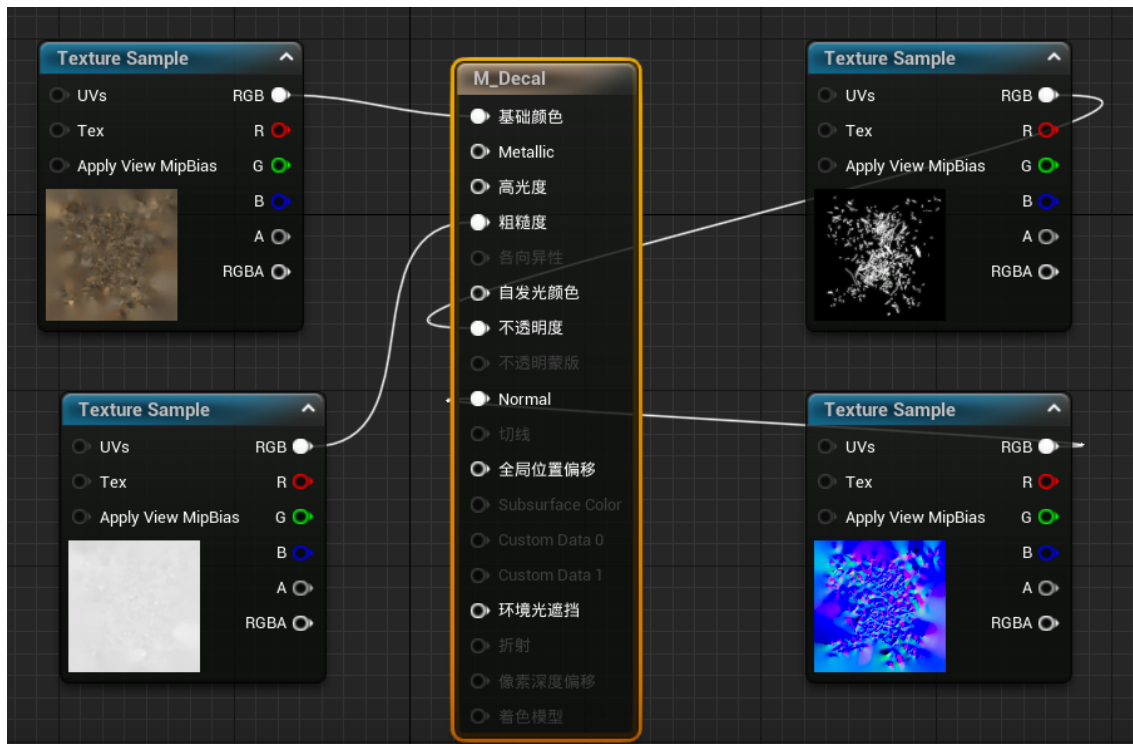 Texture Sample
UVs
RGB
Tex
R
Apply View MipBias
G
B
A
RGBA
Texture Sample
UVs
RGB
Tex
R
Apply View MipBias
G
B
A
RGBA
M_Decal
基础颜色
Metallic
高光度
粗糙度
各向异性
自发光颜色
不透明度
不透明蒙版
Normal
切线
全局位置偏移
Subsurface Color
Custom Data 0
Custom Data 1
环境光遮挡
折射
像素深度偏移
着色模型
Texture Sample
UVs
RGB
Tex
R
Apply View MipBias
G
B
A
RGBA
Texture Sample
UVs
RGB
Tex
R
Apply View MipBias
G
B
A
RGBA